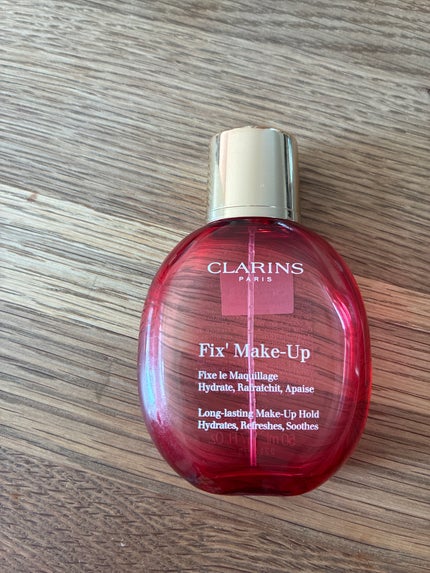 CLARINS
PARIS
Fix' Make-Up
Fixe le Maquillage
Hydrate, Rafraîchit, Apaise
Long-lasting Make-Up Hold
Hydrates, Refreshes, Soothes